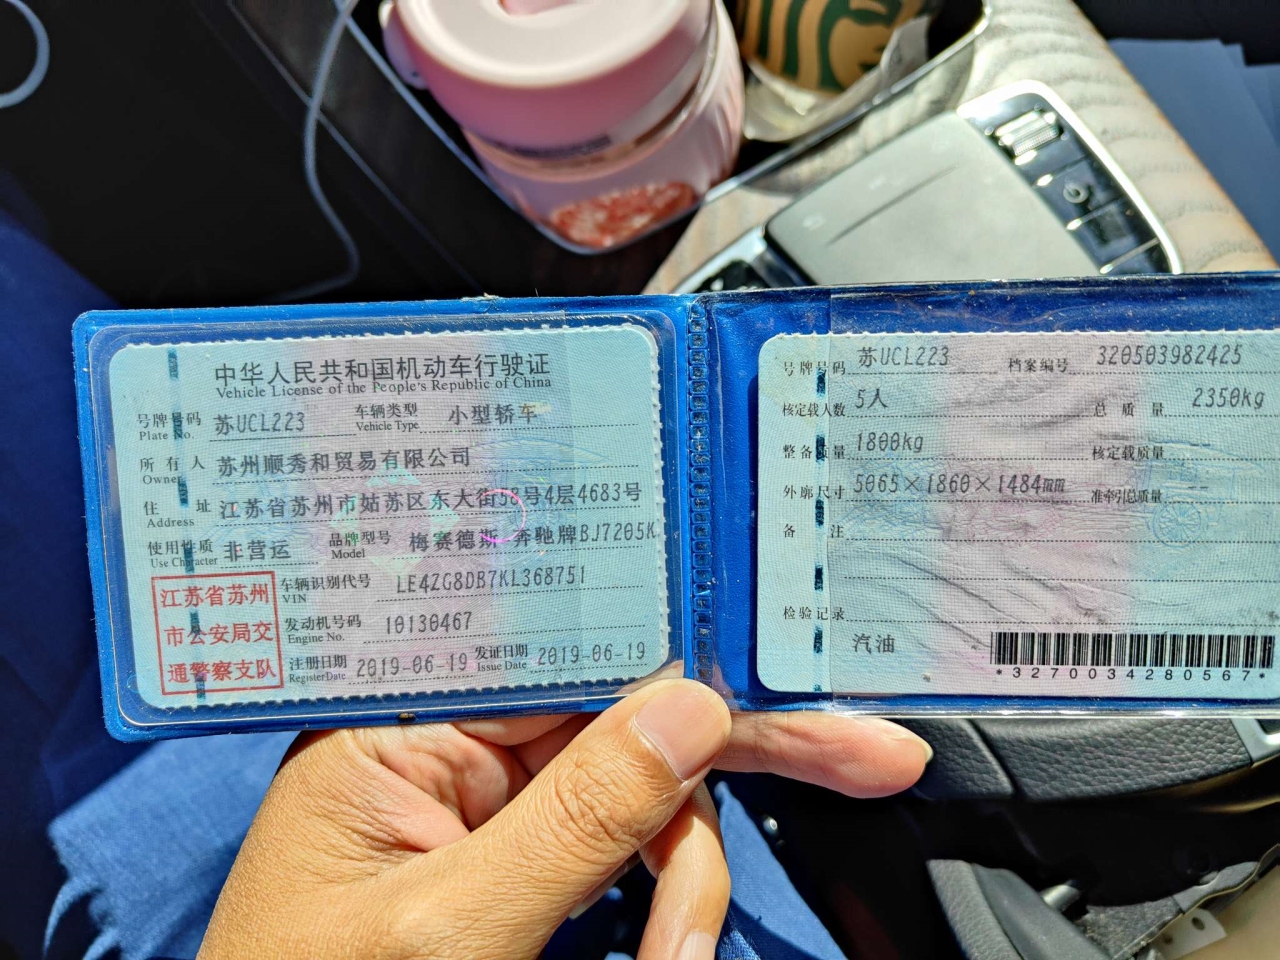 中华人民共和国机动车行驶证
Vehicle License of the People's Republic of China
号牌号码 苏UCL223 车辆类型 小型轿车
Plate No. Vehicle Type
所有人 苏州顺秀和贸易有限公司
Owner
住址 江苏省苏州市姑苏区东大街58号4层4683号
Address
使用性质 非营运 品牌型号 梅赛德斯-奔驰牌BJ7205K
Use Character Model
江苏省苏州
市公安局交
通警察支队
车辆识别代号 LE4ZG8DB7KL368751
VIN
发动机号码 10130467
Engine No.
注册日期 2019-06-19 发证日期 2019-06-19
Register Date Issue Date
号牌号码 苏UCL223 档案编号 320503982425
核定载人数 5人 总质量 2350kg
整备质量 1800kg 核定载质量
外廓尺寸 5065×1860×1484mm 准牵引总质量
备注
检验记录
汽油
*3270034280567*